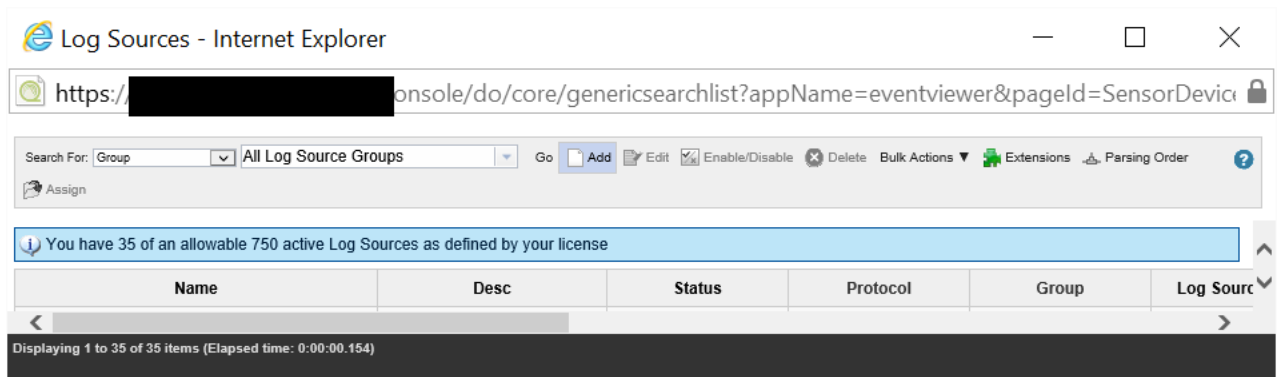 Log Sources - Internet Explorer
https:// onsole/do/core/genericsearchlist?appName=eventviewer&pageId=SensorDevice
Search For: Group All Log Source Groups Go Add Edit Enable/Disable Delete Bulk Actions ▼ Extensions Parsing Order
Assign
You have 35 of an allowable 750 active Log Sources as defined by your license
Name Desc Status Protocol Group Log Sourc
Displaying 1 to 35 of 35 items (Elapsed time: 0:00:00.154)